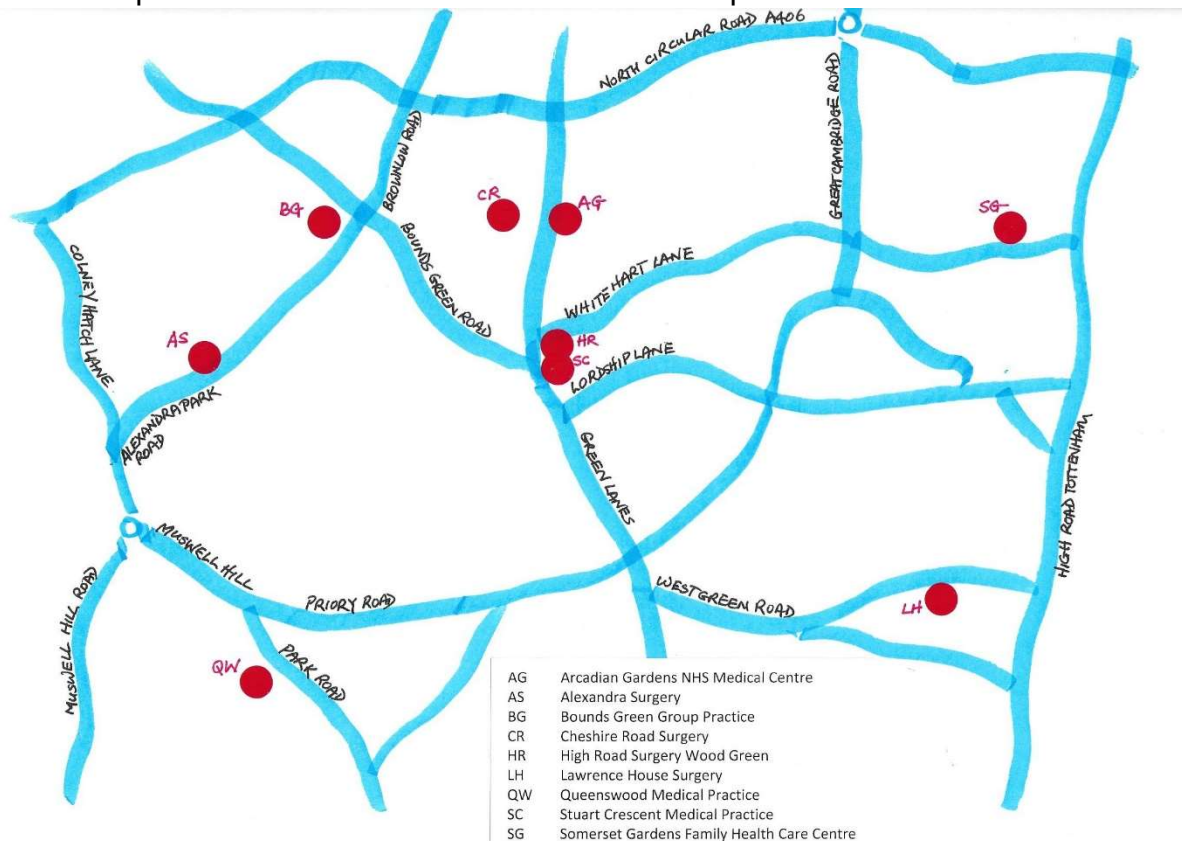 NORTH CIRCULAR ROAD A406
BROWNLOW ROAD
GREAT CAMBRIDGE ROAD
CR
AG
BG
SG
COLNEY HATCH LANE
BOUNDS GREEN ROAD
WHITE HART LANE
AS
HR
SC
LORDSHIP LANE
ALEXANDRA PARK
ROAD
GREEN LANES
HIGH ROAD TOTTENHAM
MUSWELL HILL
MUSWELL HILL ROAD
PRIORY ROAD
WESTGREEN ROAD
LH
QW
PARK ROAD
AG Arcadian Gardens NHS Medical Centre
AS Alexandra Surgery
BG Bounds Green Group Practice
CR Cheshire Road Surgery
HR High Road Surgery Wood Green
LH Lawrence House Surgery
QW Queenswood Medical Practice
SC Stuart Crescent Medical Practice
SG Somerset Gardens Family Health Care Centre